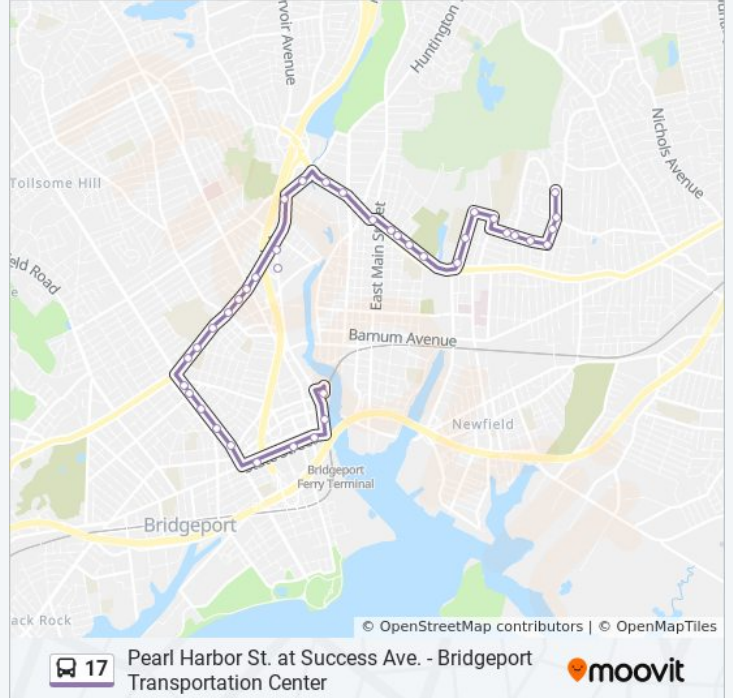 rvoir Avenue
Huntington
Nichols Avenue
Toilsome Hill
East Main Street
eld Road
Barnum Avenue
Newfield
Bridgeport
Ferry Terminal
Bridgeport
ack Rock
© OpenStreetMap contributors | © OpenMapTiles
17
Pearl Harbor St. at Success Ave. - Bridgeport
Transportation Center
moovit